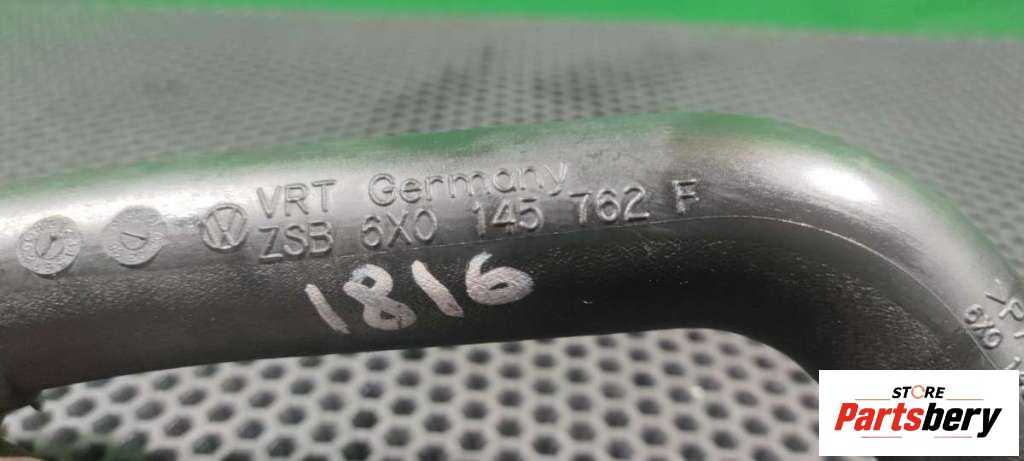 VRT Germany
ZSB 6X0 145 762 F
1816
STORE
Partsbery